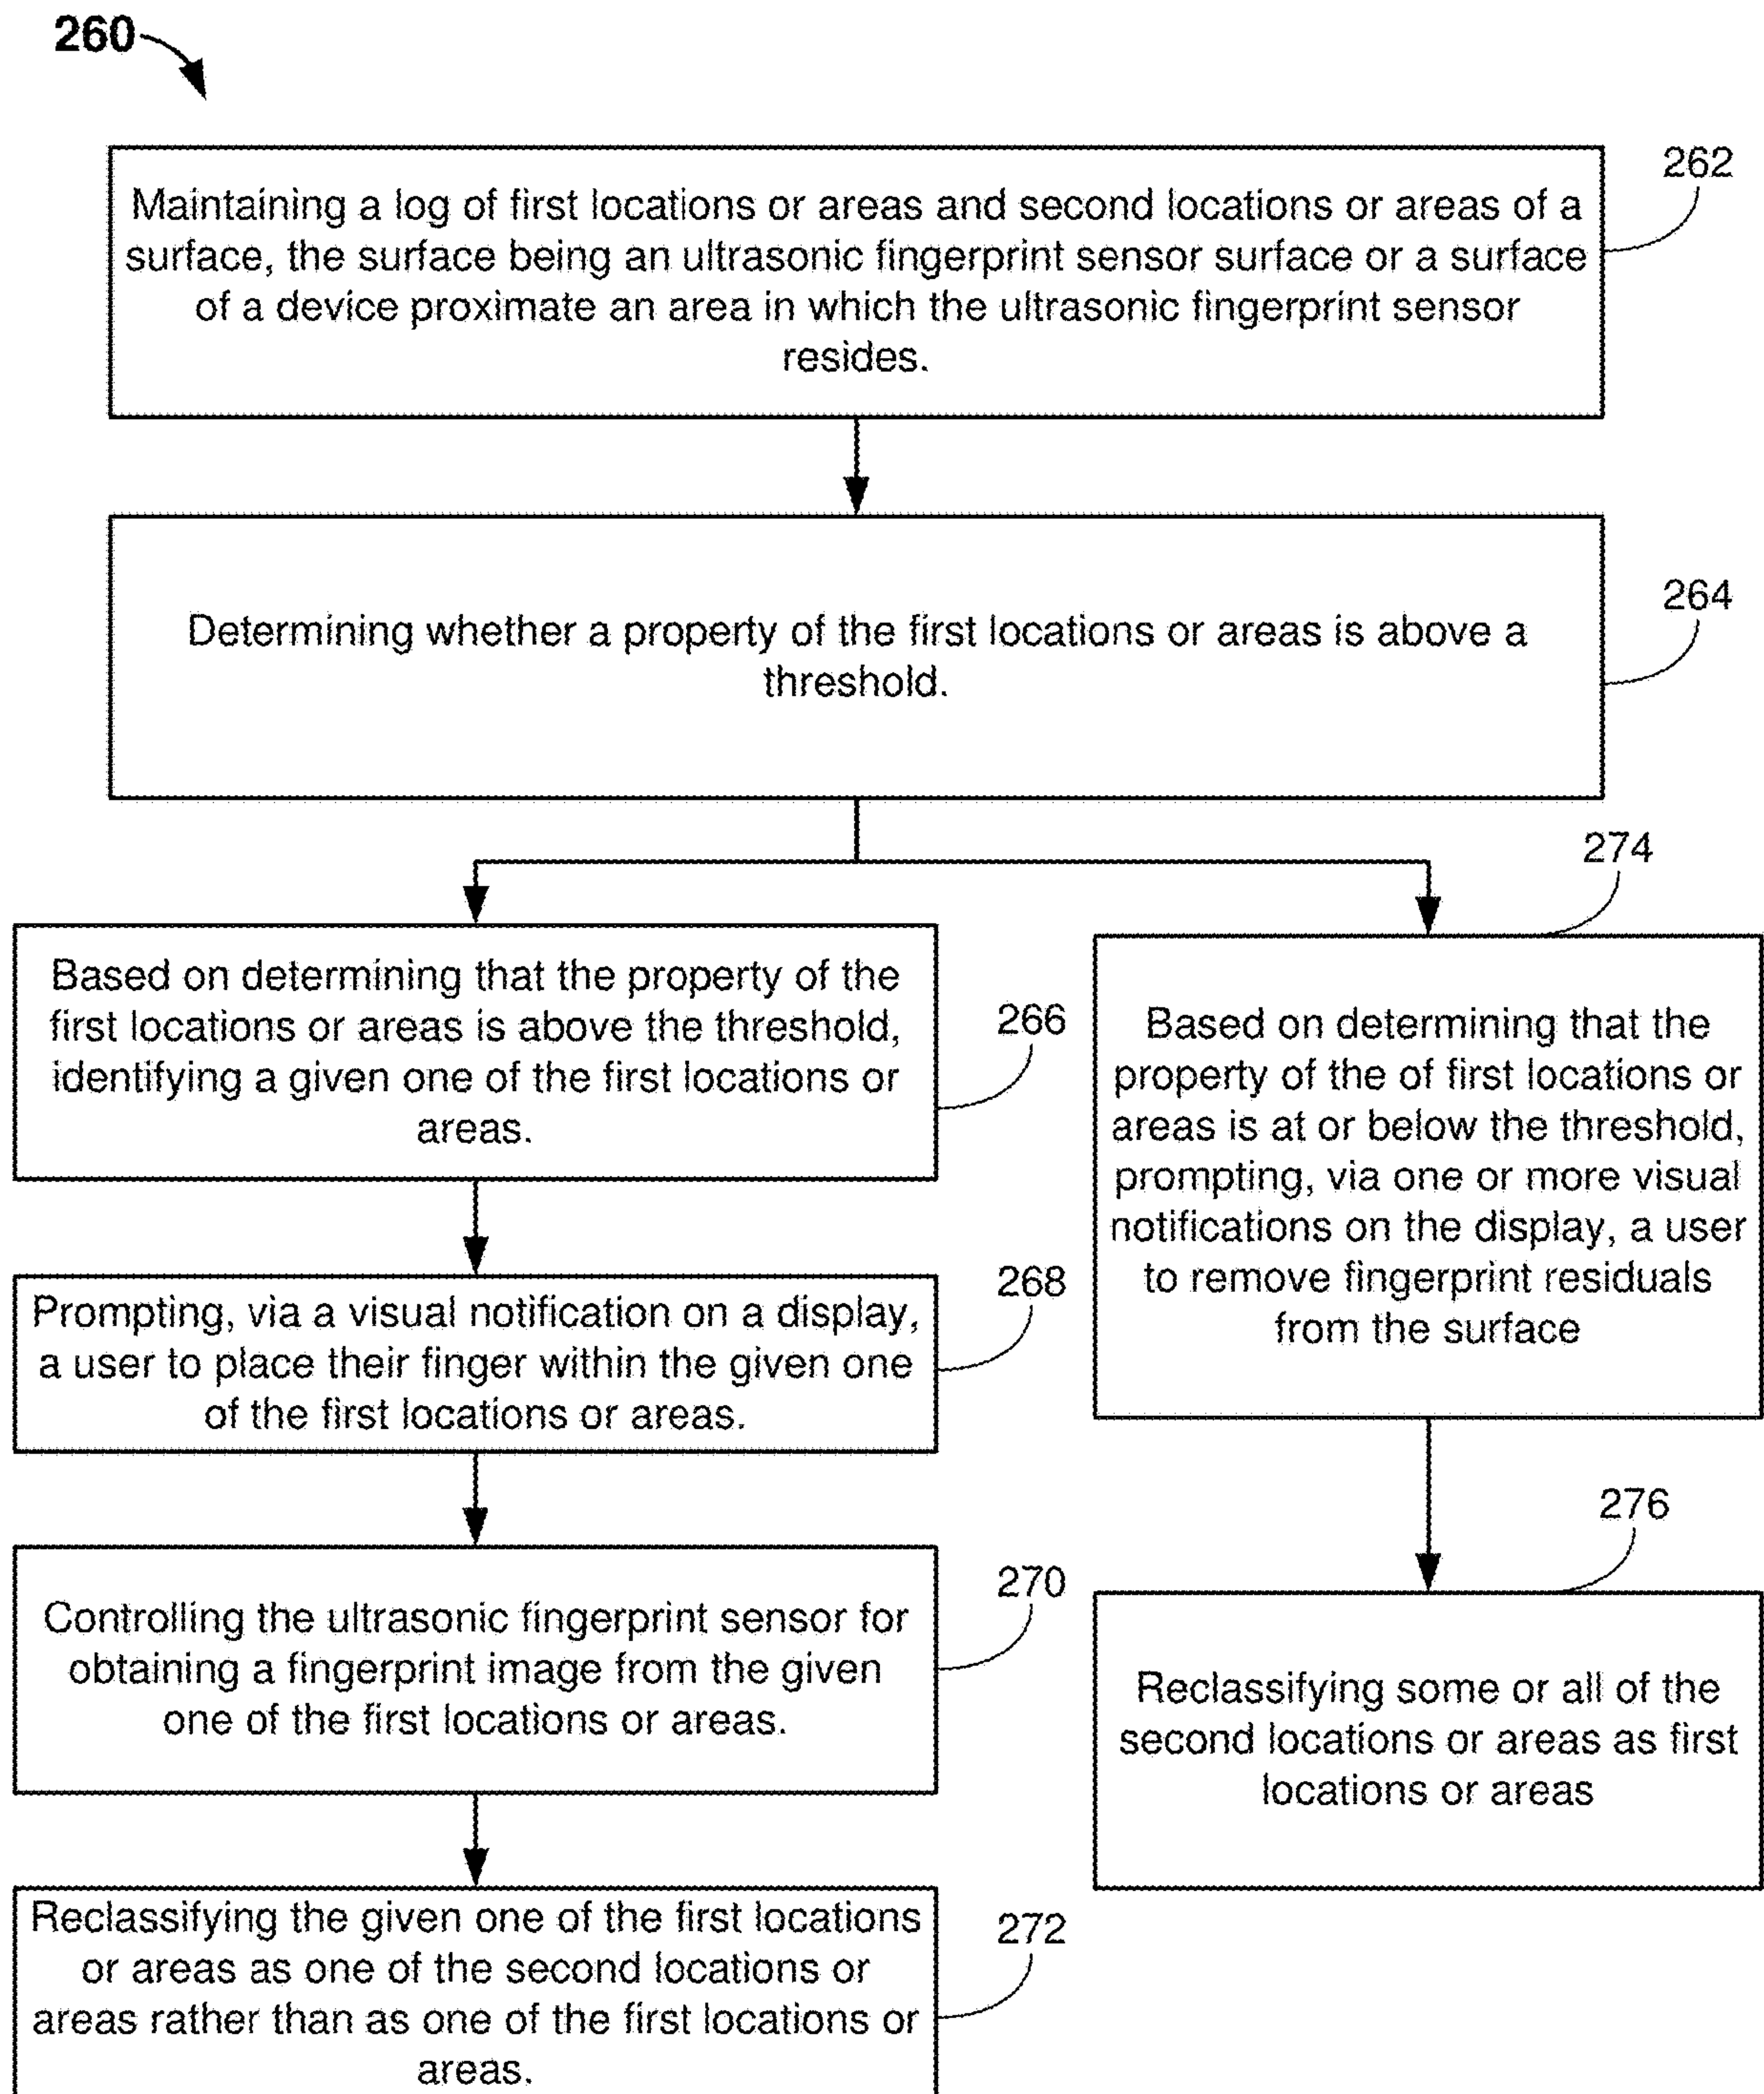 260
262
Maintaining a log of first locations or areas and second locations or areas of a
surface, the surface being an ultrasonic fingerprint sensor surface or a surface
of a device proximate an area in which the ultrasonic fingerprint sensor
resides.
264
Determining whether a property of the first locations or areas is above a
threshold.
266
Based on determining that the property of the
first locations or areas is above the threshold,
identifying a given one of the first locations or
areas.
268
Prompting, via a visual notification on a display,
a user to place their finger within the given one
of the first locations or areas.
270
Controlling the ultrasonic fingerprint sensor for
obtaining a fingerprint image from the given
one of the first locations or areas.
272
Reclassifying the given one of the first locations
or areas as one of the second locations or
areas rather than as one of the first locations or
areas.
274
Based on determining that the
property of the of first locations or
areas is at or below the threshold,
prompting, via one or more visual
notifications on the display, a user
to remove fingerprint residuals
from the surface
276
Reclassifying some or all of the
second locations or areas as first
locations or areas